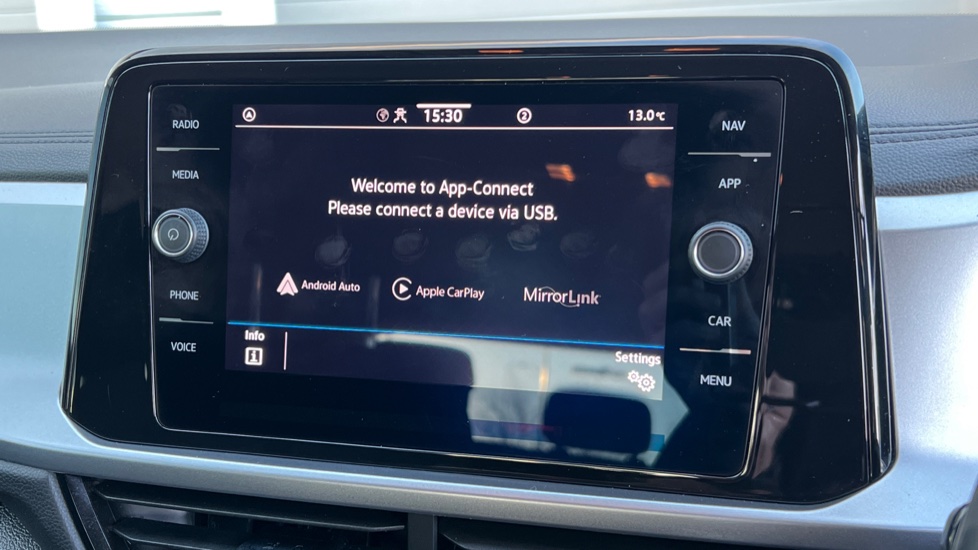 RADIO
MEDIA
PHONE
VOICE
15:30
2
13.0°C
Welcome to App-Connect
Please connect a device via USB.
Android Auto
Apple CarPlay
MirrorLink
Info
i
Settings
NAV
APP
CAR
MENU